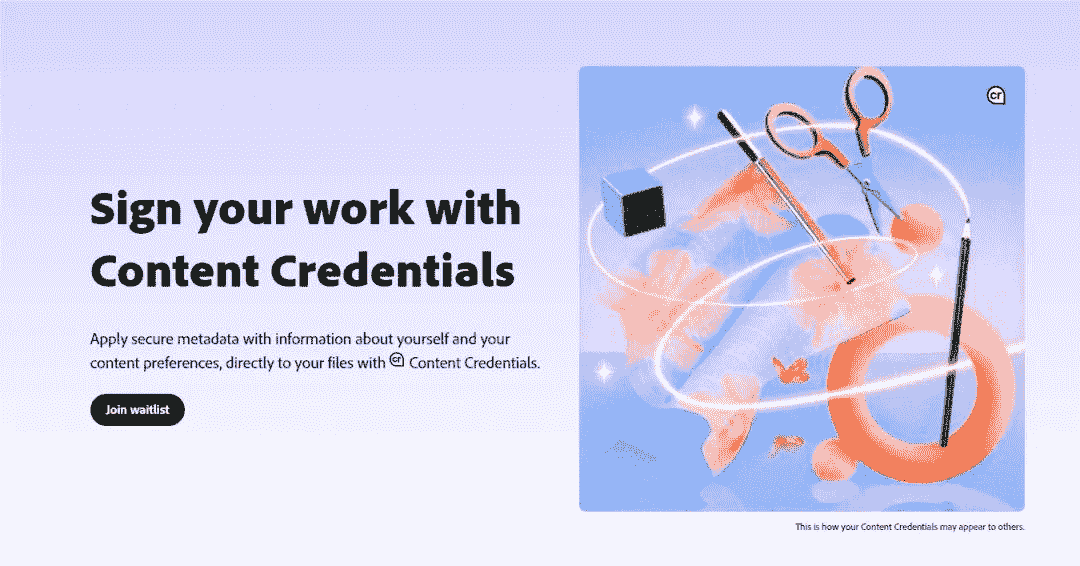 Sign your work with
Content Credentials
Apply secure metadata with information about yourself and your
content preferences, directly to your files with cr Content Credentials.
Join waitlist
cr
This is how your Content Credentials may appear to others.